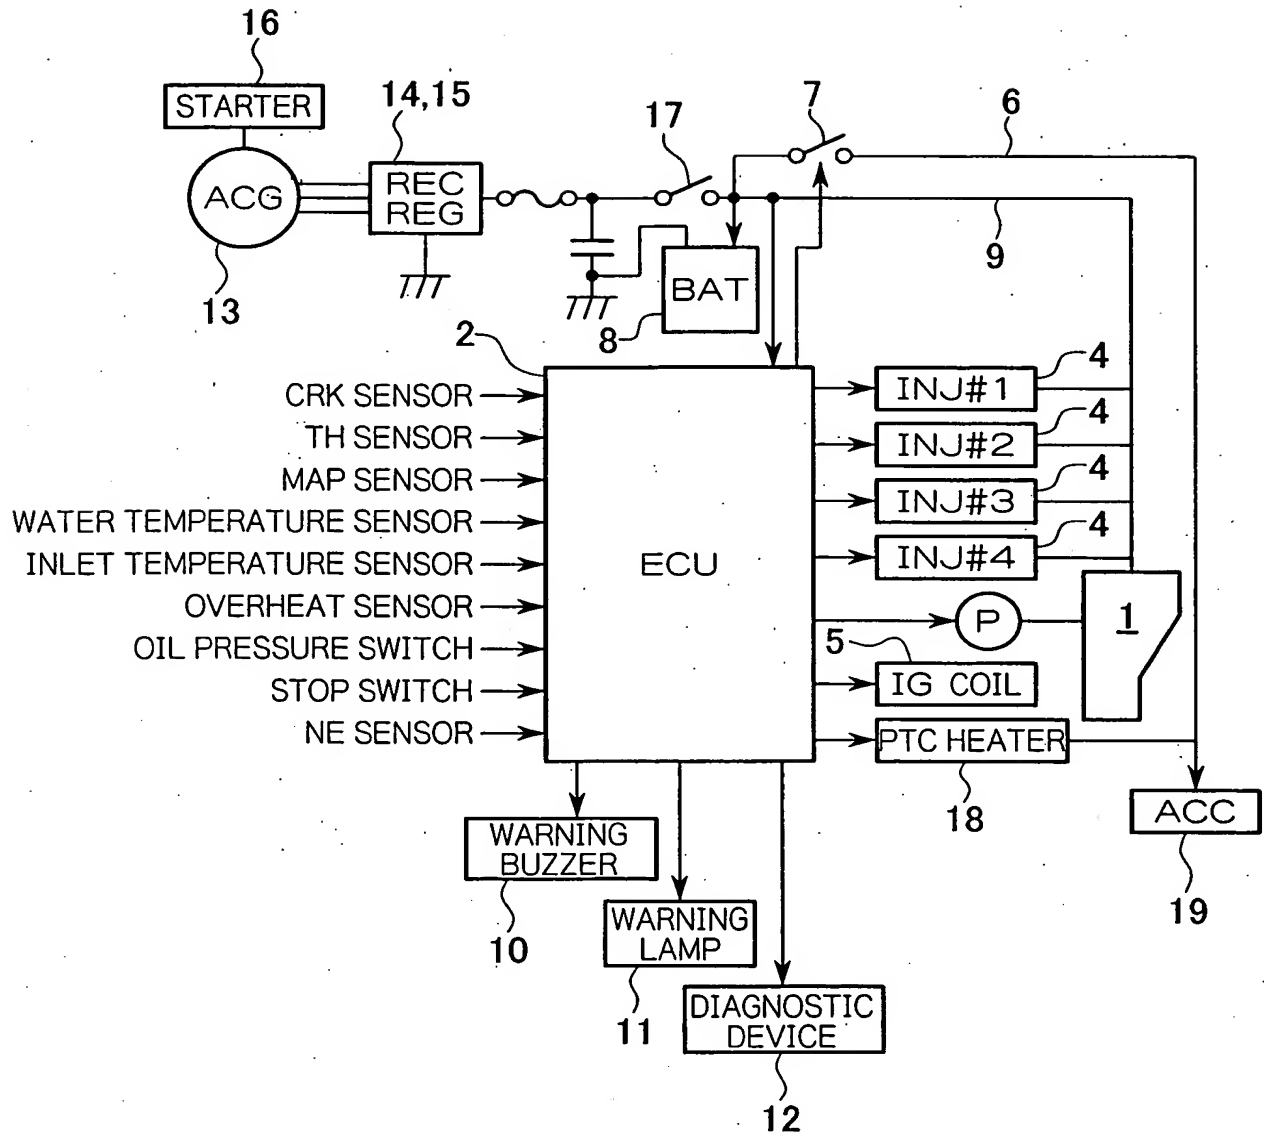 16
STARTER
14,15
17
7
6
ACG
REC
REG
9
13
BAT
8
2
CRK SENSOR
TH SENSOR
MAP SENSOR
WATER TEMPERATURE SENSOR
INLET TEMPERATURE SENSOR
OVERHEAT SENSOR
OIL PRESSURE SWITCH
STOP SWITCH
NE SENSOR
ECU
4
INJ#1
4
INJ#2
4
INJ#3
4
INJ#4
P
1
5
IG COIL
PTC HEATER
18
ACC
19
WARNING
BUZZER
10
WARNING
LAMP
11
DIAGNOSTIC
DEVICE
12